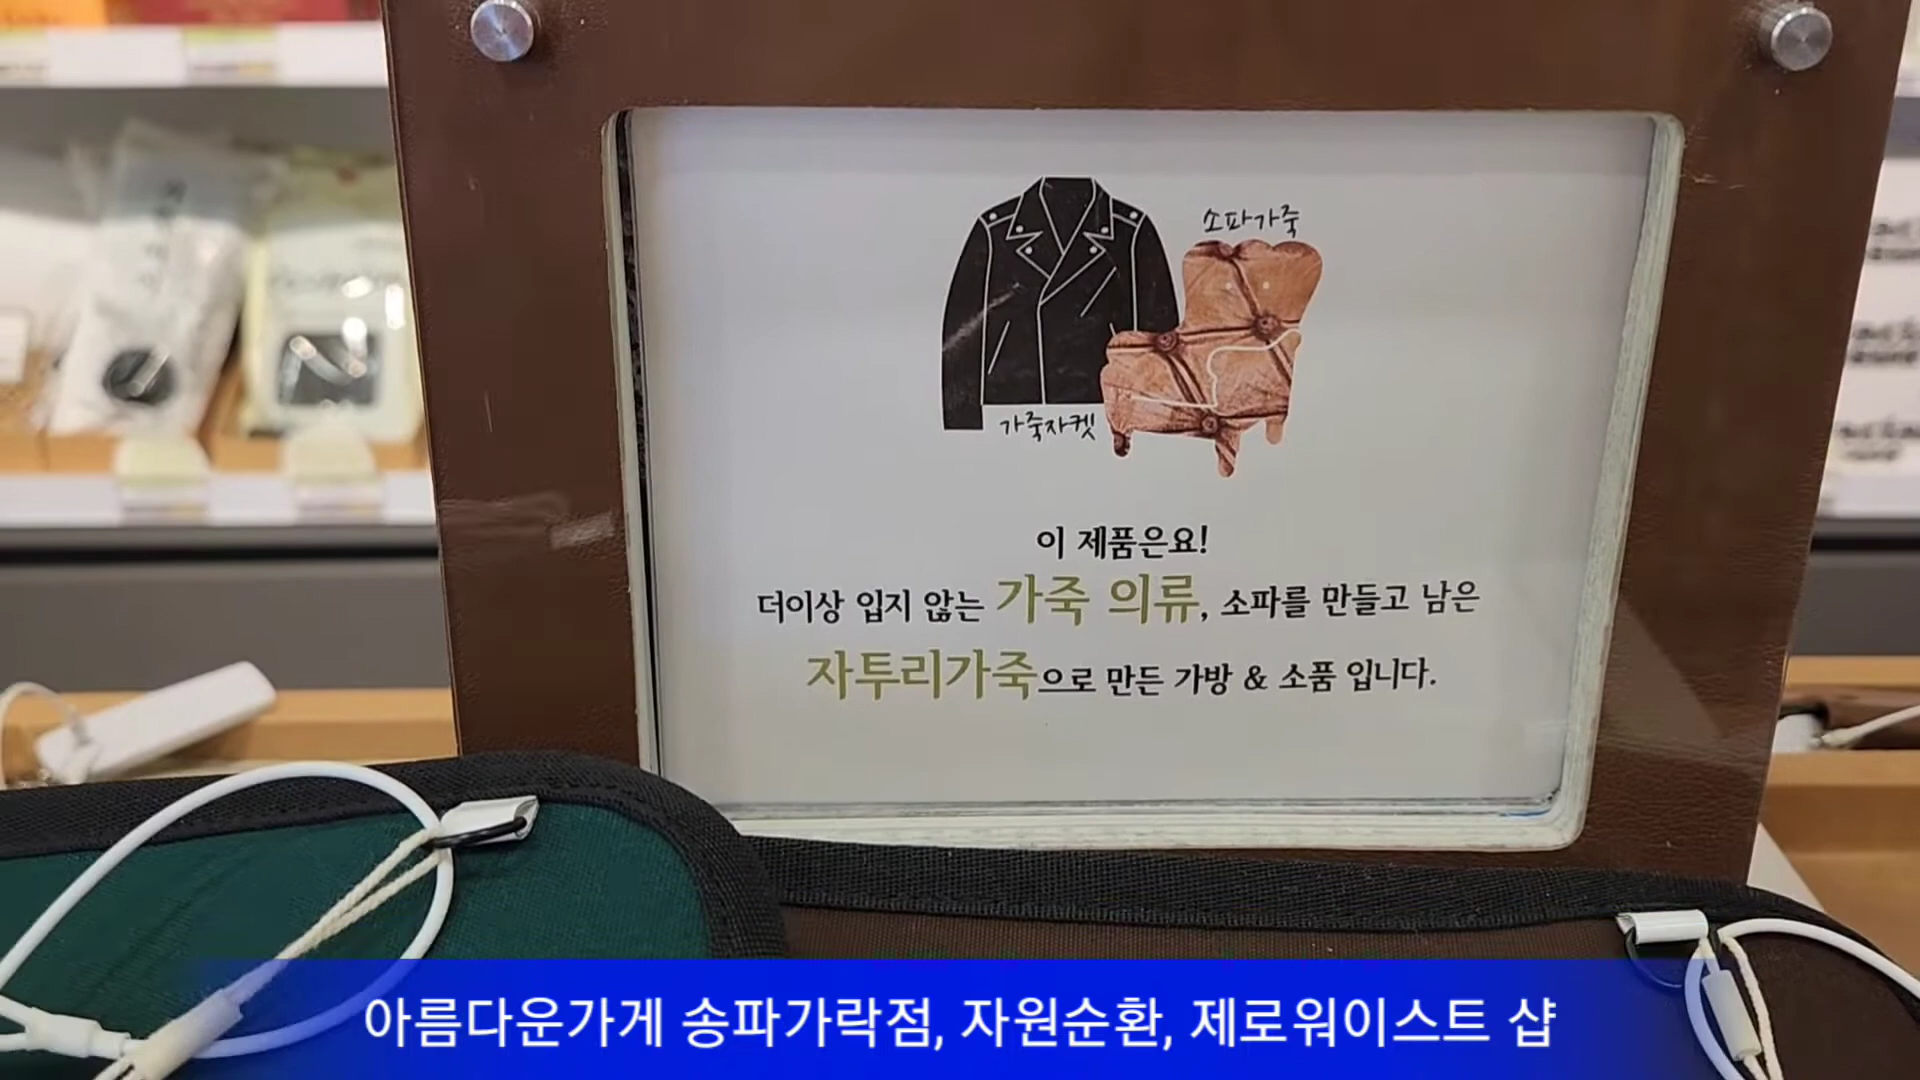 소파가죽
가죽자켓
이 제품은요!
더이상 입지 않는 가죽 의류, 소파를 만들고 남은
자투리가죽으로 만든 가방 & 소품 입니다.
아름다운가게 송파가락점, 자원순환, 제로워이스트 샵